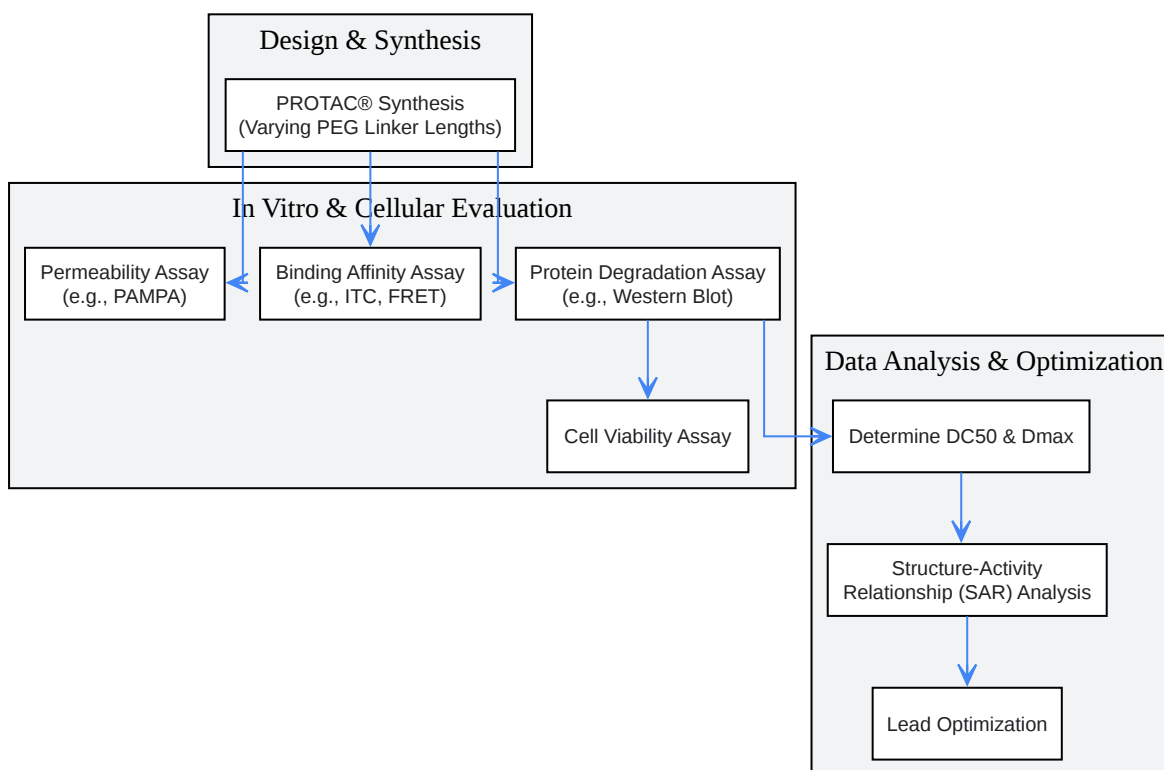 Design & Synthesis
PROTAC® Synthesis
(Varying PEG Linker Lengths)
In Vitro & Cellular Evaluation
Permeability Assay
(e.g., PAMPA)
Binding Affinity Assay
(e.g., ITC, FRET)
Protein Degradation Assay
(e.g., Western Blot)
Cell Viability Assay
Data Analysis & Optimization
Determine DC50 & Dmax
Structure-Activity
Relationship (SAR) Analysis
Lead Optimization